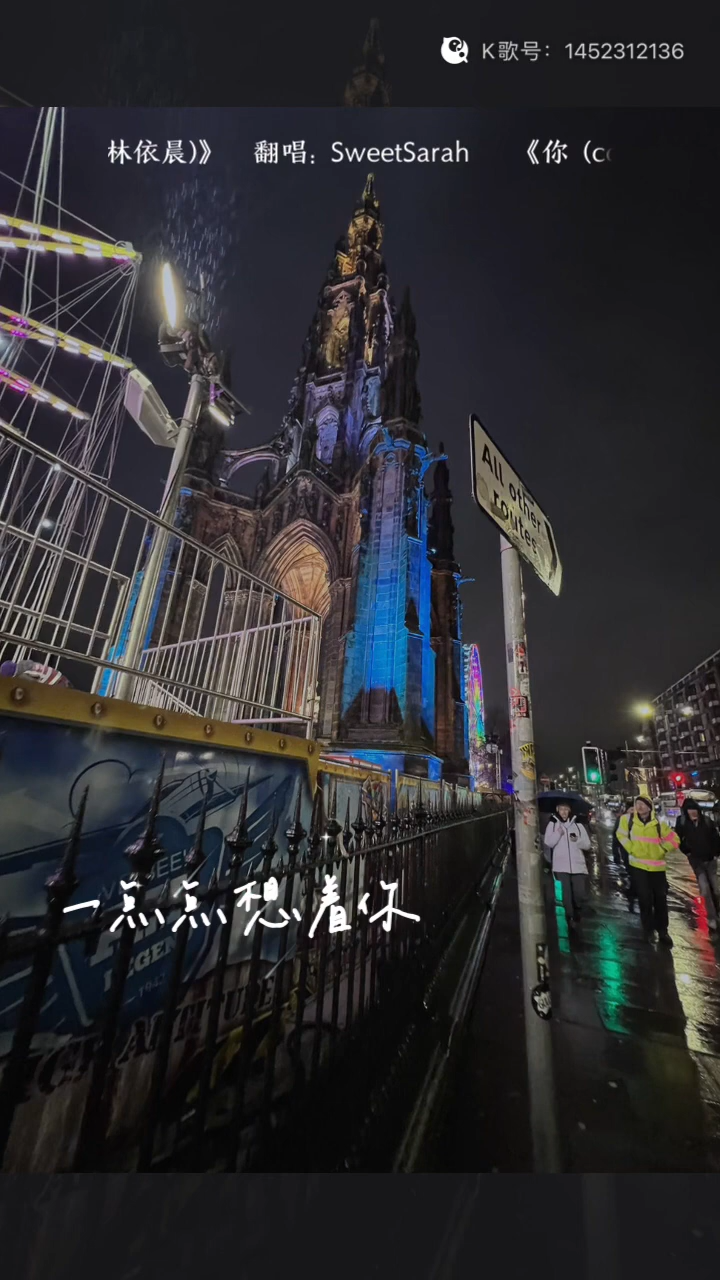 K歌号：1452312136
林依晨)》 翻唱：SweetSarah 《你 (co
All other
routes
一点点想着你